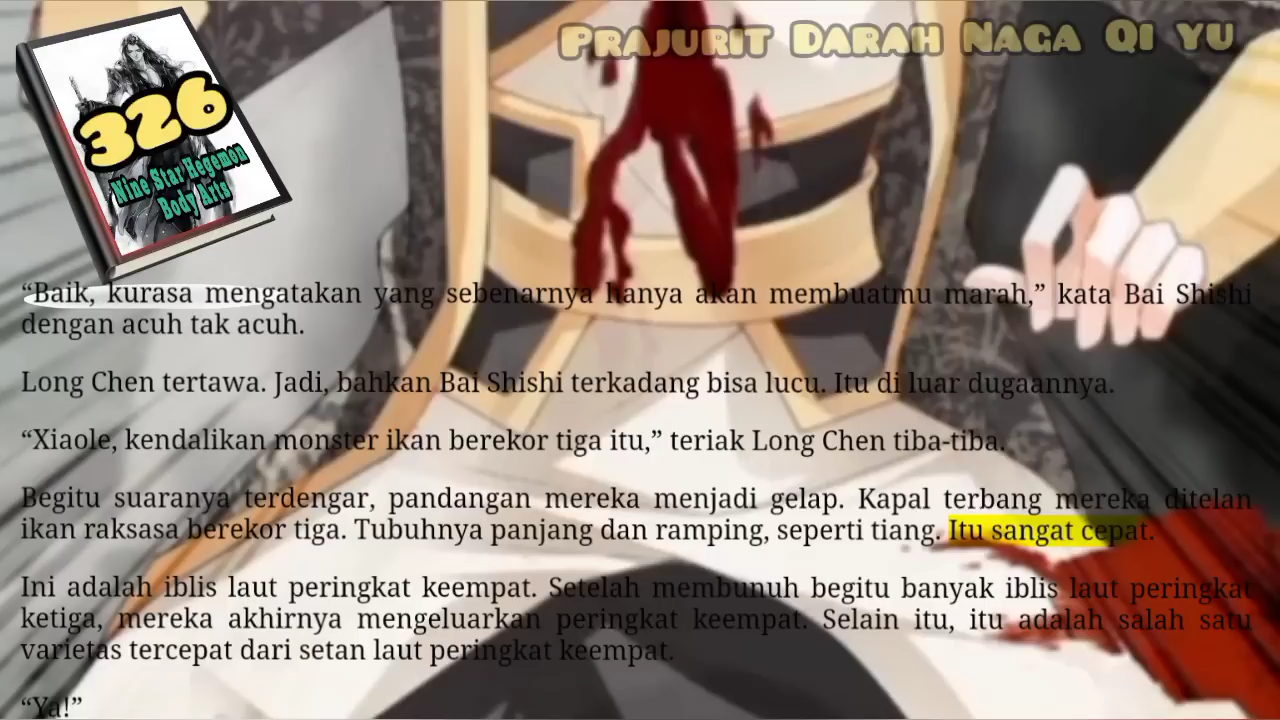 PRAJURIT DARAH NAGA QI YU
326
Nine Star Hegemon
Body Arts
“Baik, kurasa mengatakan yang sebenarnya hanya akan membuatmu marah,” kata Bai Shishi
dengan acuh tak acuh.
Long Chen tertawa. Jadi, bahkan Bai Shishi terkadang bisa lucu. Itu di luar dugaannya.
“Xiaole, kendalikan monster ikan berekor tiga itu,” teriak Long Chen tiba-tiba.
Begitu suaranya terdengar, pandangan mereka menjadi gelap. Kapal terbang mereka ditelan
ikan raksasa berekor tiga. Tubuhnya panjang dan ramping, seperti tiang. Itu sangat cepat.
Ini adalah iblis laut peringkat keempat. Setelah membunuh begitu banyak iblis laut peringkat
ketiga, mereka akhirnya mengeluarkan peringkat keempat. Selain itu, itu adalah salah satu
varietas tercepat dari setan laut peringkat keempat.
“Ya!”